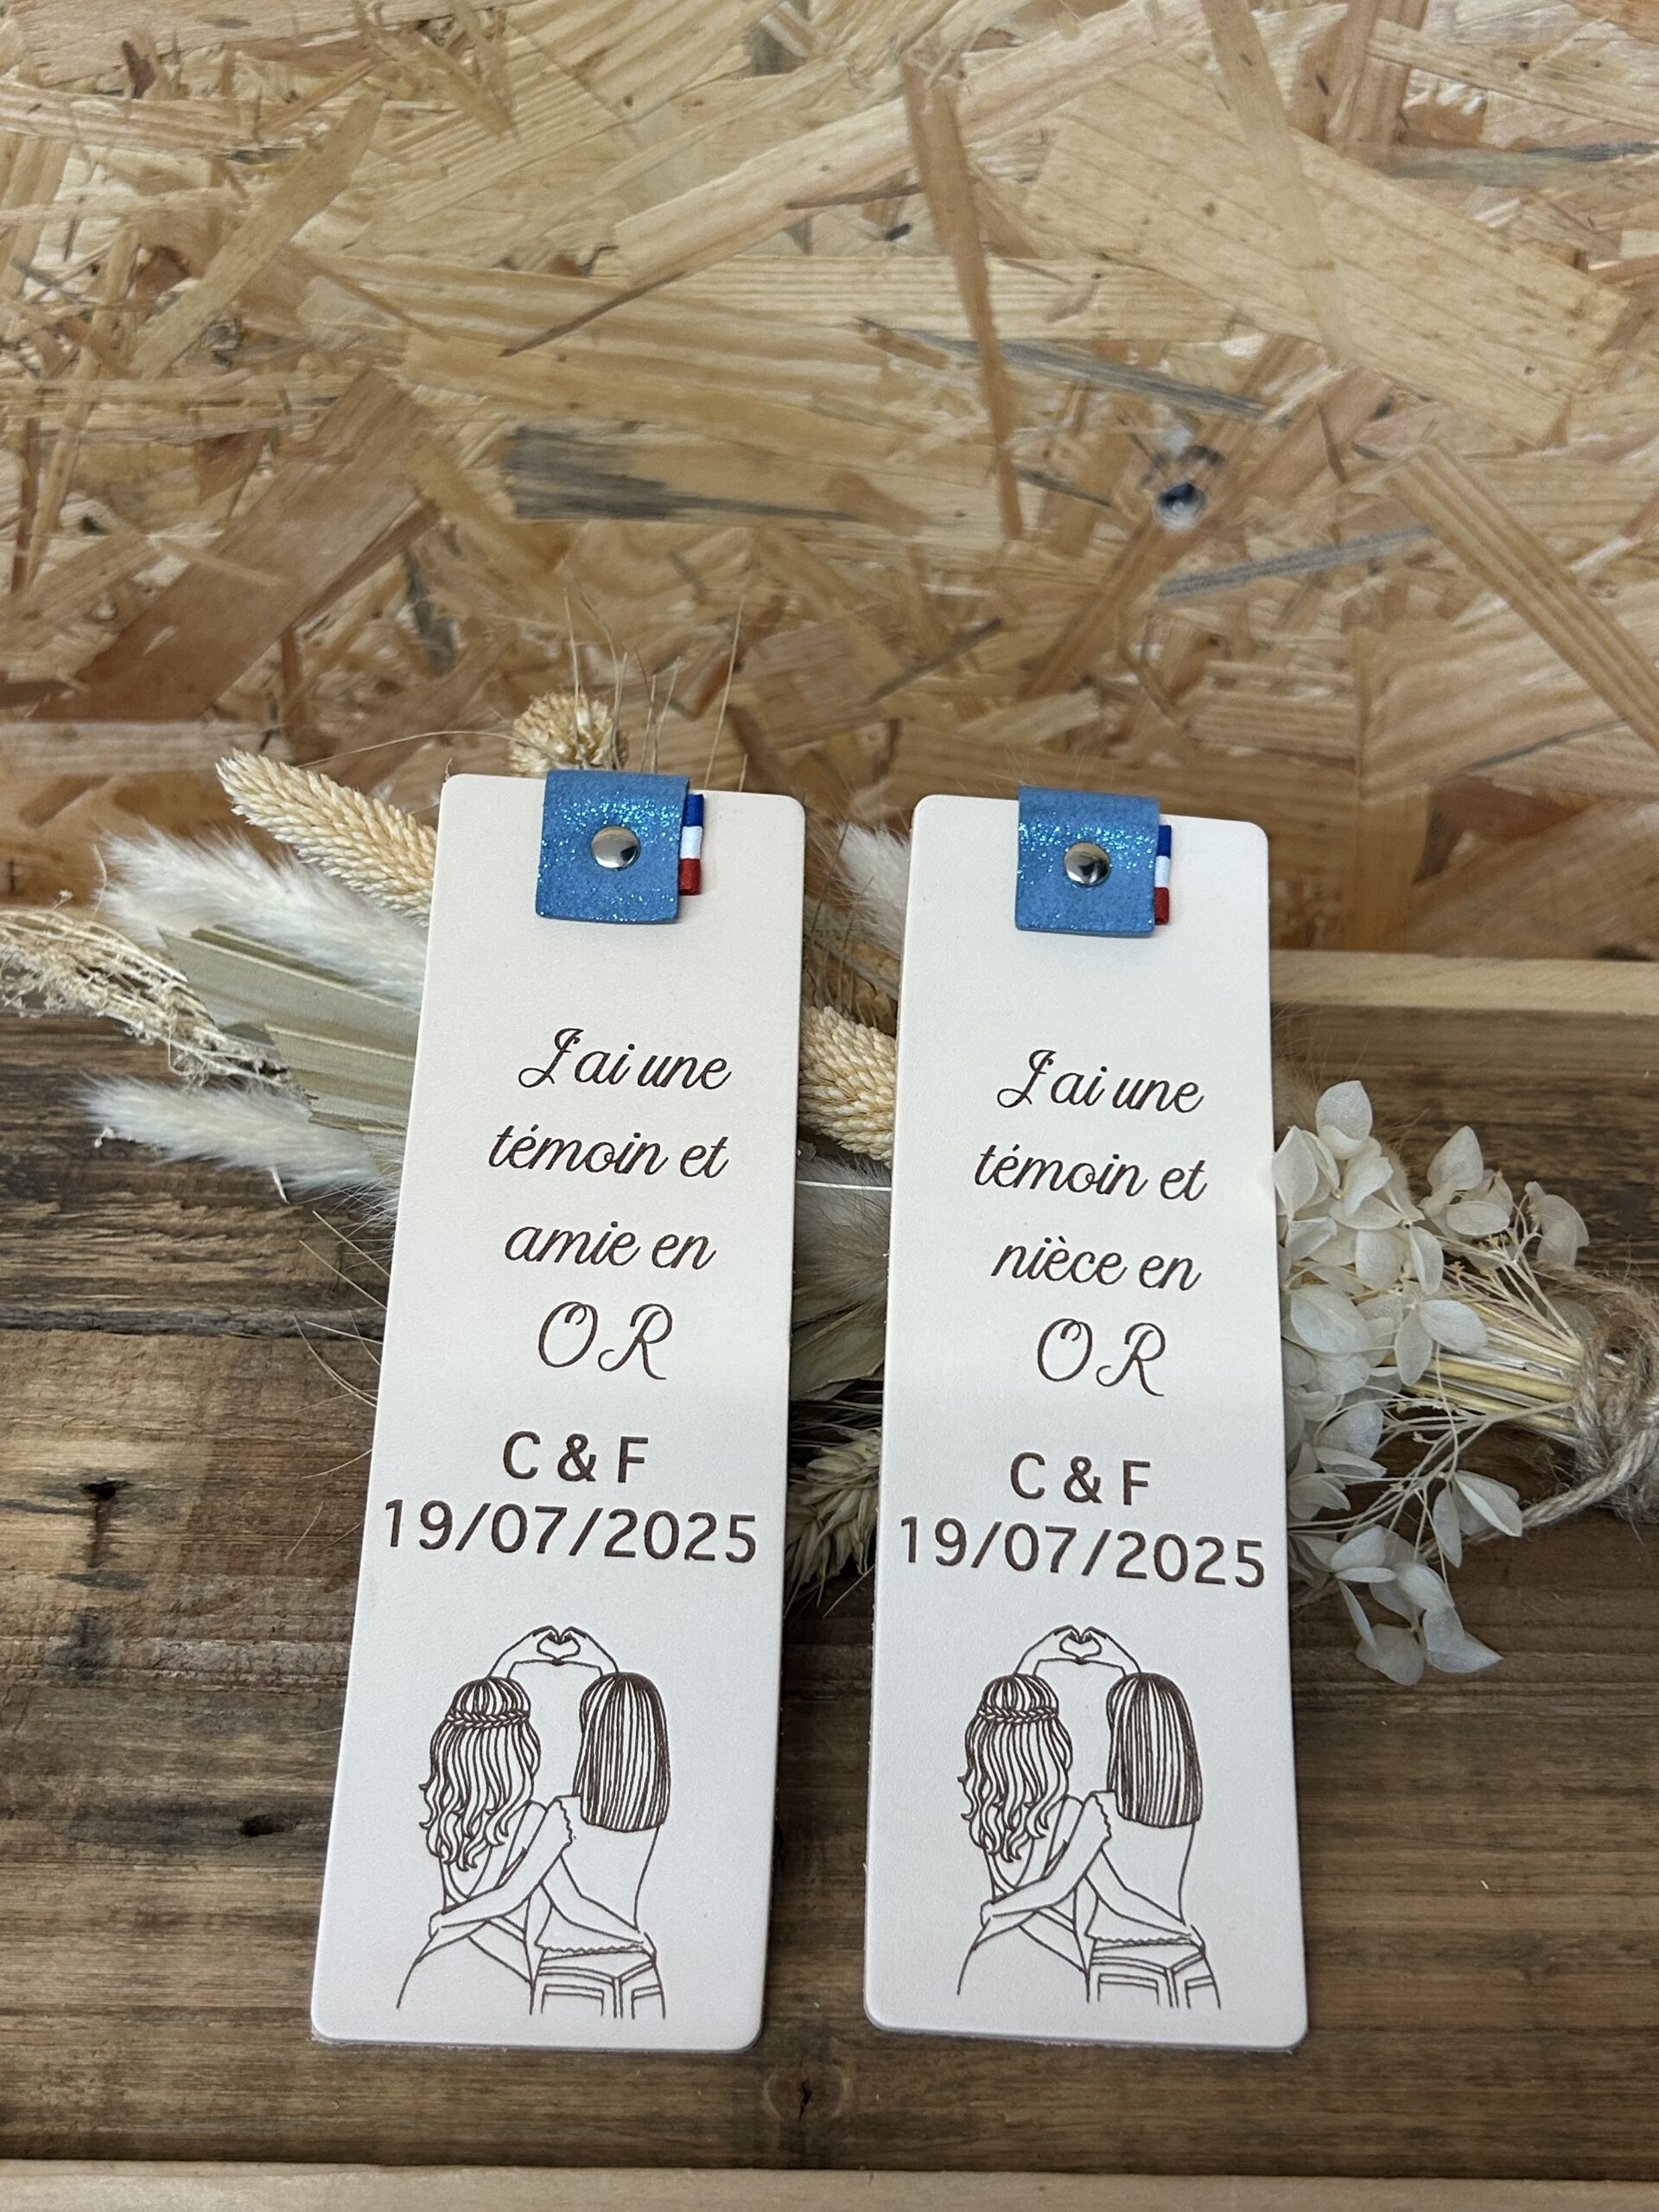 J'ai une
témoin et
amie en
OR
C & F
19/07/2025
J'ai une
témoin et
nièce en
OR
C & F
19/07/2025